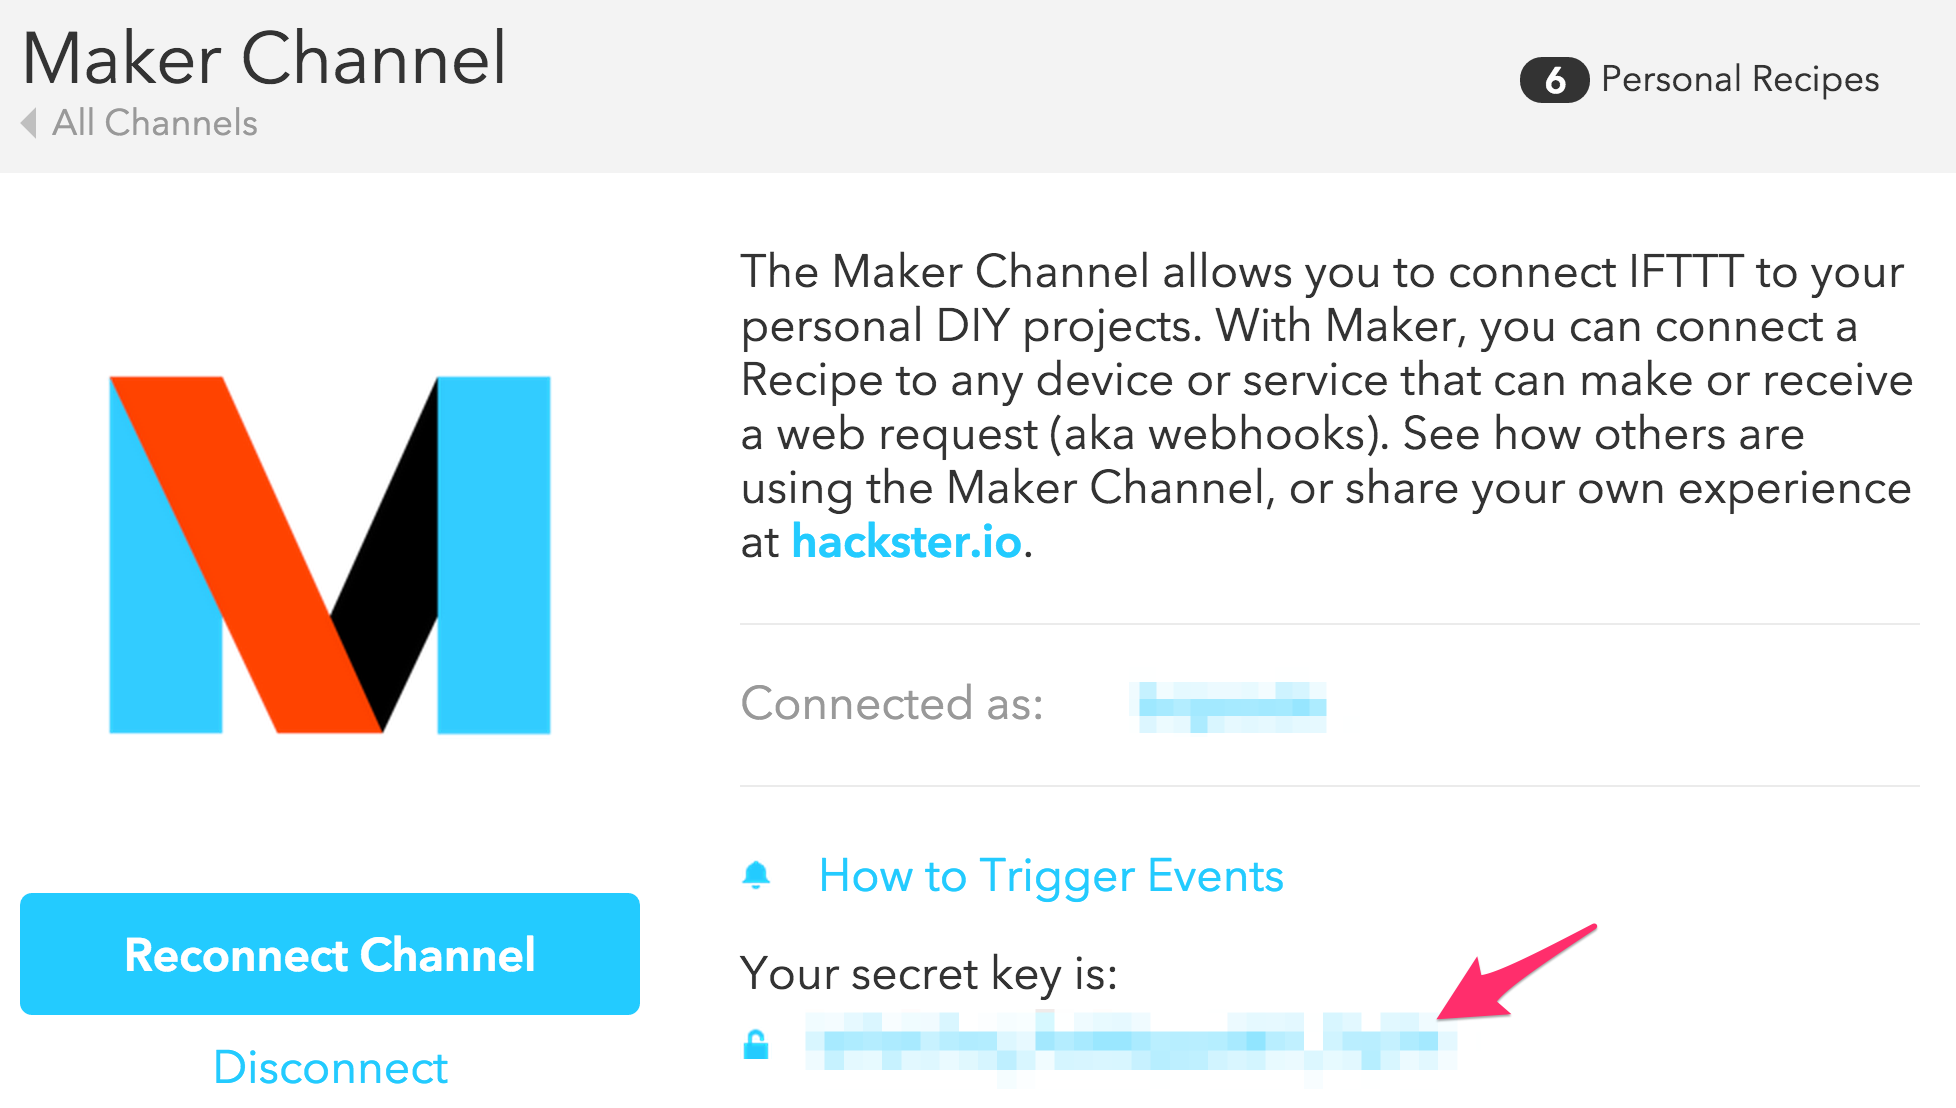 Maker Channel
All Channels
6 Personal Recipes
The Maker Channel allows you to connect IFTTT to your
personal DIY projects. With Maker, you can connect a
Recipe to any device or service that can make or receive
a web request (aka webhooks). See how others are
using the Maker Channel, or share your own experience
at hackster.io.
Connected as:
How to Trigger Events
Your secret key is:
Reconnect Channel
Disconnect